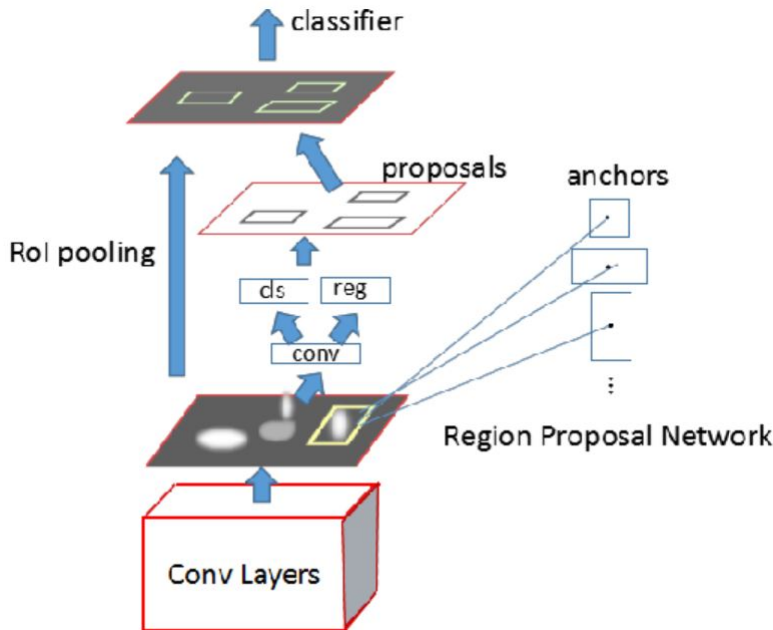 classifier
proposals
anchors
RoI pooling
cls
reg
conv
Region Proposal Network
Conv Layers